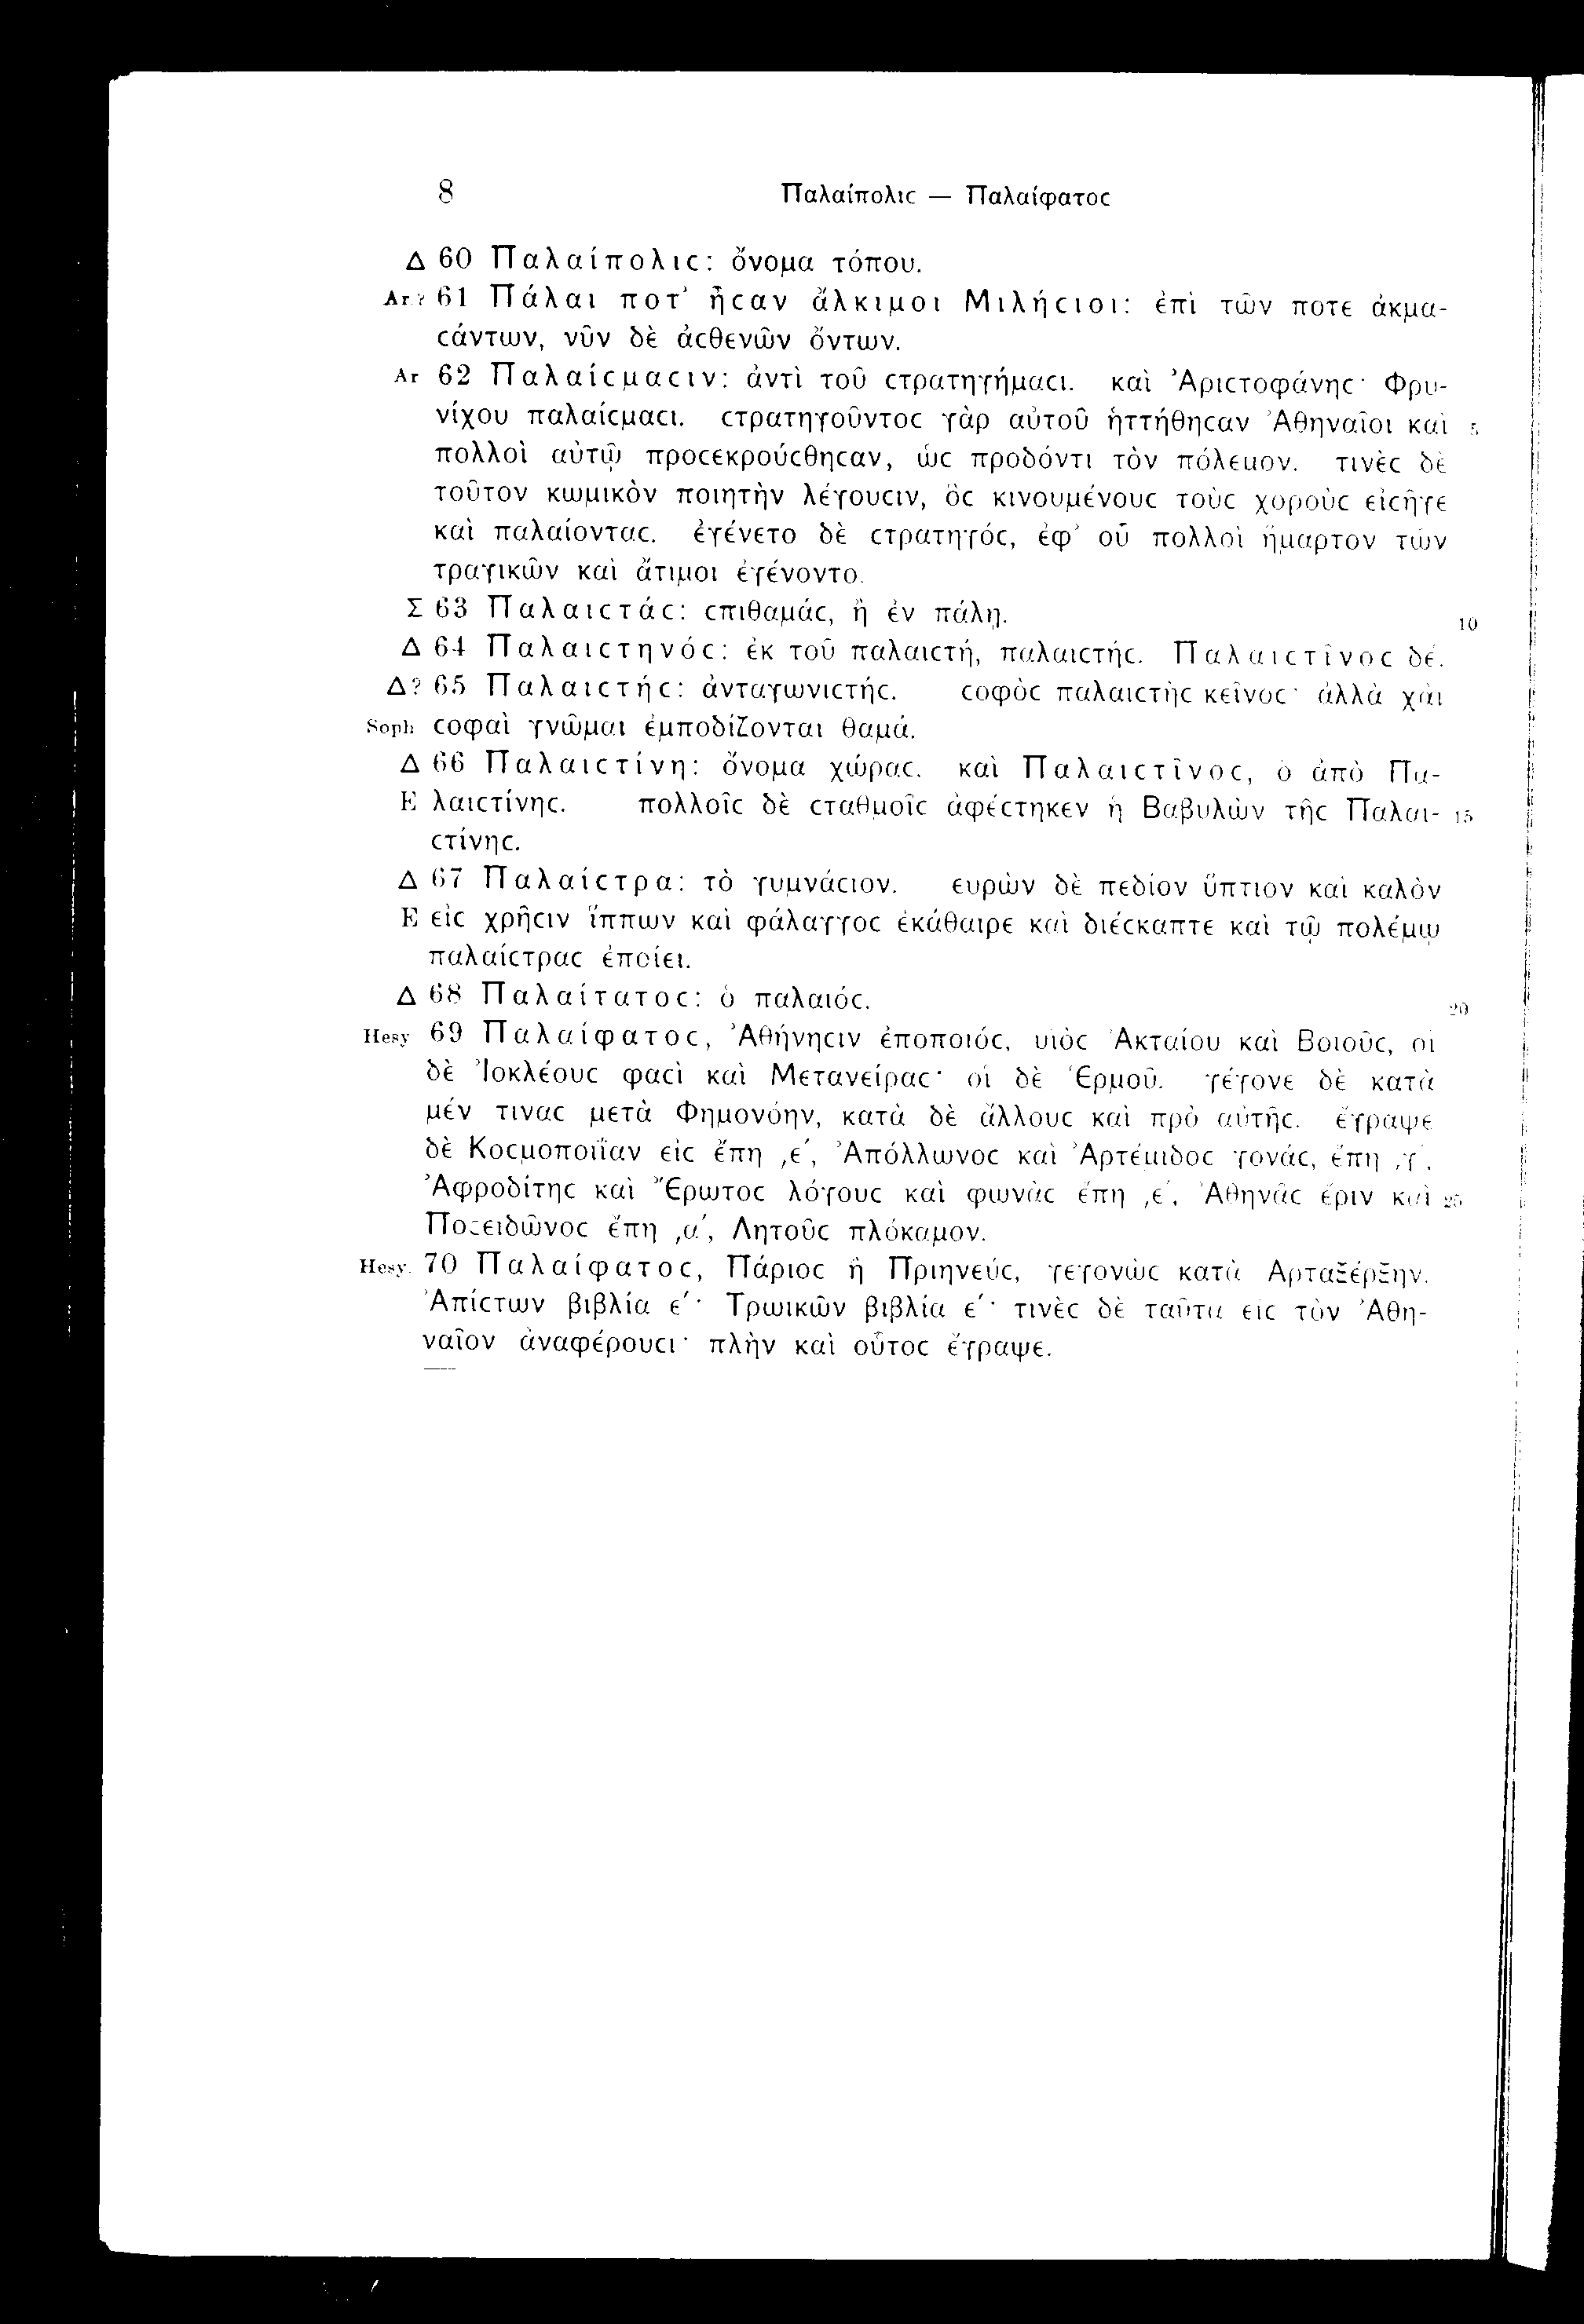 8 Παλαίπολιϲ — Παλαίφατοϲ
Δ 60 Παλαίπολιϲ: ὄνομα τόπου.
Ar? 61 Πάλαι ποτ' ἦϲαν ἄλκιμοι Μιλήϲιοι: ἐπὶ τῶν ποτε ἀκμα-
ϲάντων, νῦν δὲ ἀϲθενῶν ὄντων.
Ar 62 Παλαίϲμαϲιν: ἀντὶ τοῦ ϲτρατηγήμαϲι. καὶ Ἀριϲτοφάνηϲ· Φρυ-
νίχου παλαίϲμαϲι. ϲτρατηγοῦντοϲ γὰρ αὐτοῦ ἡττήθηϲαν Ἀθηναῖοι καὶ 5
πολλοὶ αὐτῷ προϲεκρούϲθηϲαν, ὡϲ προδόντι τὸν πόλεμον. τινὲϲ δὲ
τοῦτον κωμικὸν ποιητὴν λέγουϲιν, ὃϲ κινουμένουϲ τοὺϲ χοροὺϲ εἰϲῆγε
καὶ παλαίονταϲ. ἐγένετο δὲ ϲτρατηγόϲ, ἐφ' οὗ πολλοὶ ἥμαρτον τῶν
τραγικῶν καὶ ἄτιμοι ἐγένοντο.
Σ 63 Παλαιϲτάϲ: ϲπιθαμάϲ, ἢ ἐν πάλῃ. 10
Δ 64 Παλαιϲτηνόϲ: ἐκ τοῦ παλαιϲτή, παλαιϲτήϲ. Παλαιϲτῖνοϲ δέ.
Δ? 65 Παλαιϲτήϲ: ἀνταγωνιϲτήϲ. ϲοφὸϲ παλαιϲτὴϲ κεῖνοϲ· ἀλλὰ χαἰ
Soph ϲοφαὶ γνῶμαι ἐμποδίζονται θαμά.
Δ 66 Παλαιϲτίνη: ὄνομα χώραϲ. καὶ Παλαιϲτῖνοϲ, ὁ ἀπὸ Πα-
E λαιϲτίνηϲ. πολλοῖϲ δὲ ϲταθμοῖϲ ἀφέϲτηκεν ἡ Βαβυλὼν τῆϲ Παλαι- 15
ϲτίνηϲ.
Δ 67 Παλαίϲτρα: τὸ γυμνάϲιον. εὑρὼν δὲ πεδίον ὕπτιον καὶ καλὸν
E εἰϲ χρῆϲιν ἵππων καὶ φάλαγγοϲ ἐκάθαιρε καὶ διέϲκαπτε καὶ τῷ πολέμῳ
παλαίϲτραϲ ἐποίει.
Δ 68 Παλαίτατοϲ: ὁ παλαιόϲ. 20
Hesy 69 Παλαίφατοϲ, Ἀθήνηϲιν ἐποποιόϲ, υἱὸϲ Ἀκταίου καὶ Βοιοῦϲ, οἱ
δὲ Ἰοκλέουϲ φαϲὶ καὶ Μετανείραϲ· οἱ δὲ Ἑρμοῦ. γέγονε δὲ κατὰ
μέν τιναϲ μετὰ Φημονόην, κατὰ δὲ ἄλλουϲ καὶ πρὸ αὐτῆϲ. ἔγραψε
δὲ Κοϲμοποιΐαν εἰϲ ἔπη ͵ε΄, Ἀπόλλωνοϲ καὶ Ἀρτέμιδοϲ γονάϲ, ἔπη ͵γ΄.
Ἀφροδίτηϲ καὶ Ἔρωτοϲ λόγουϲ καὶ φωνὰϲ ἔπη ͵ε΄, Ἀθηνᾶϲ ἔριν καὶ 25
Ποϲειδῶνοϲ ἔπη ͵α΄, Λητοῦϲ πλόκαμον.
Hesy. 70 Παλαίφατοϲ, Πάριοϲ ἢ Πριηνεύϲ, γεγονὼϲ κατὰ Ἀρταξέρξην.
Ἀπίϲτων βιβλία ε΄· Τρωικῶν βιβλία ε΄· τινὲϲ δὲ ταῦτα εἰϲ τὸν Ἀθη-
ναῖον ἀναφέρουϲι· πλὴν καὶ οὗτοϲ ἔγραψε.